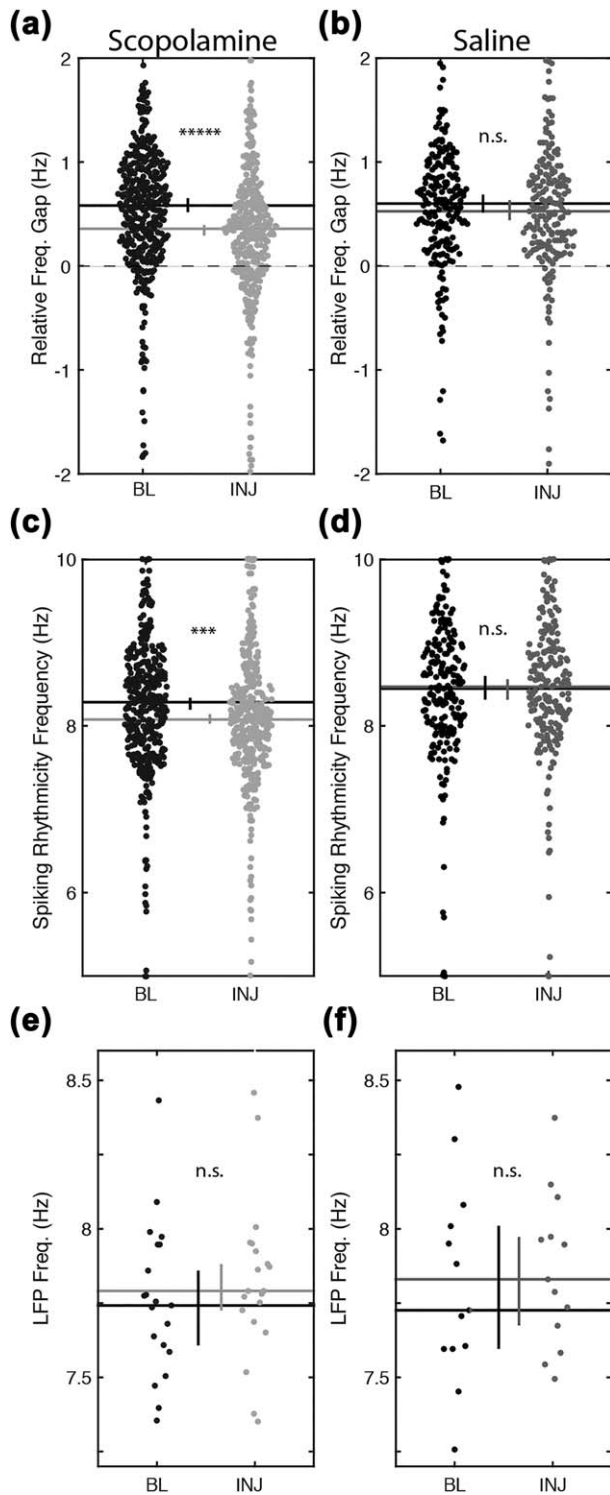 (a) Scopolamine
(b) Saline
Relative Freq. Gap (Hz)
2
1
0
-1
-2
*****
BL INJ
Relative Freq. Gap (Hz)
2
1
0
-1
-2
n.s.
BL INJ
(c)
Spiking Rhythmicity Frequency (Hz)
10
8
6
***
BL INJ
(d)
Spiking Rhythmicity Frequency (Hz)
10
8
6
n.s.
BL INJ
(e)
LFP Freq. (Hz)
8.5
8
7.5
n.s.
BL INJ
(f)
LFP Freq. (Hz)
8.5
8
7.5
n.s.
BL INJ